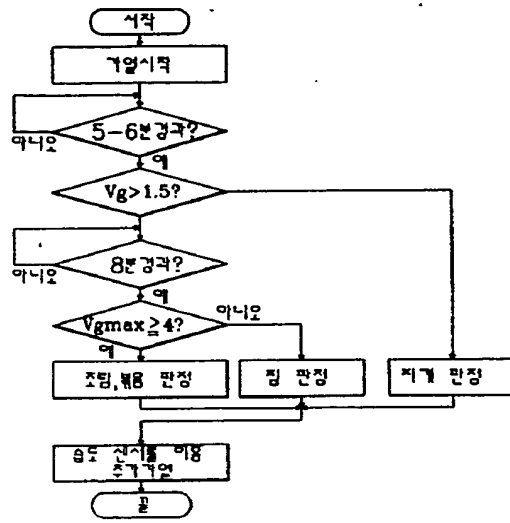 시작
가열시작
5-6분경과?
아니오
예
Vg>1.5?
8분경과?
아니오
예
Vgmax≧4?
아니오
예
조림,볶음 판정
찜 판정
찌개 판정
습도 신호를 이용
추가가열
끝